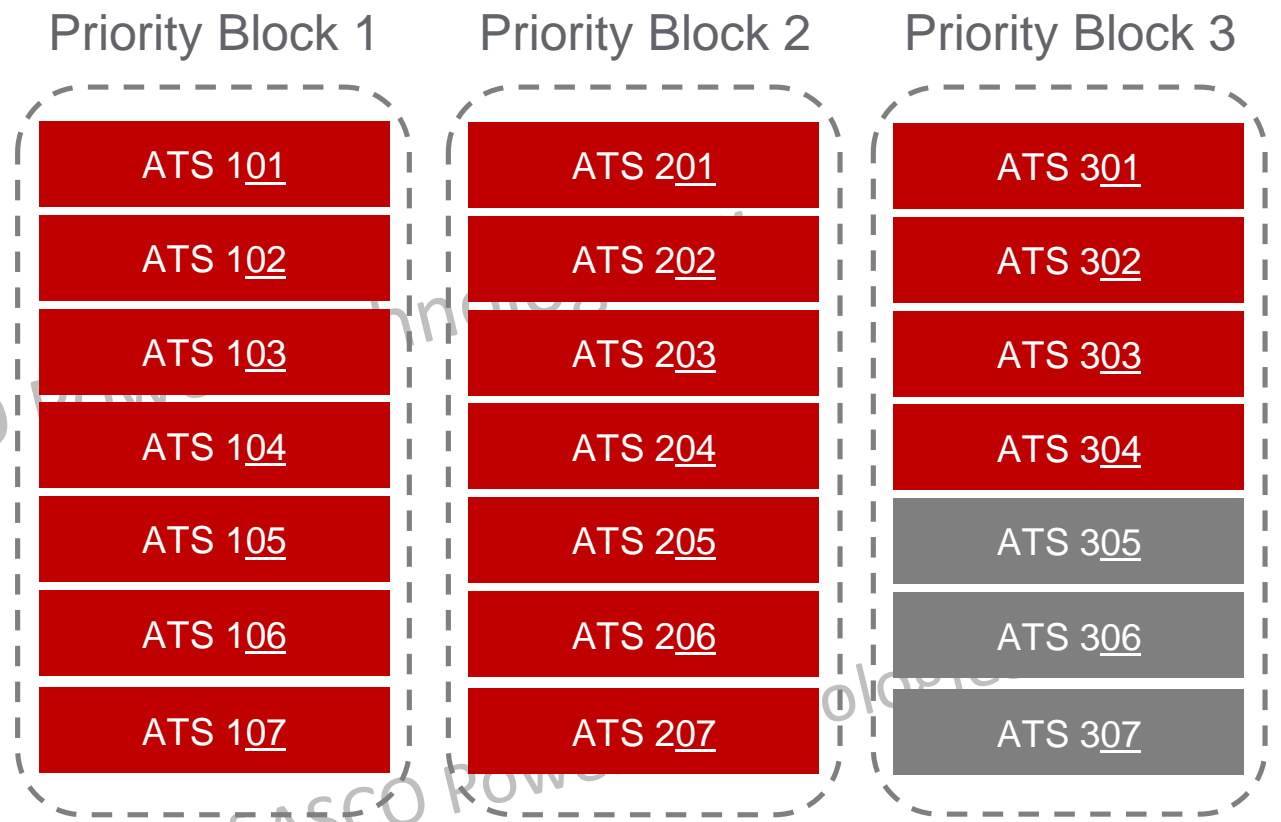 Priority Block 1
ATS 101
ATS 102
ATS 103
ATS 104
ATS 105
ATS 106
ATS 107
Priority Block 2
ATS 201
ATS 202
ATS 203
ATS 204
ATS 205
ATS 206
ATS 207
Priority Block 3
ATS 301
ATS 302
ATS 303
ATS 304
ATS 305
ATS 306
ATS 307
ASCO